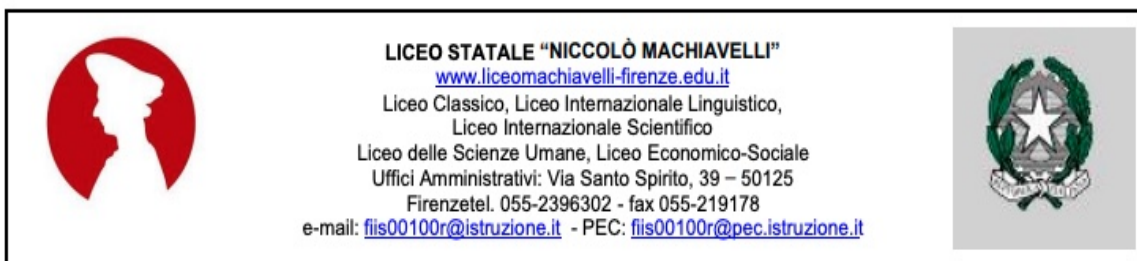 LICEO STATALE “NICCOLÒ MACHIAVELLI”
www.liceomachiavelli-firenze.edu.it
Liceo Classico, Liceo Internazionale Linguistico,
Liceo Internazionale Scientifico
Liceo delle Scienze Umane, Liceo Economico-Sociale
Uffici Amministrativi: Via Santo Spirito, 39 – 50125
Firenzetel. 055-2396302 - fax 055-219178
e-mail: fiis00100r@istruzione.it - PEC: fiis00100r@pec.istruzione.it